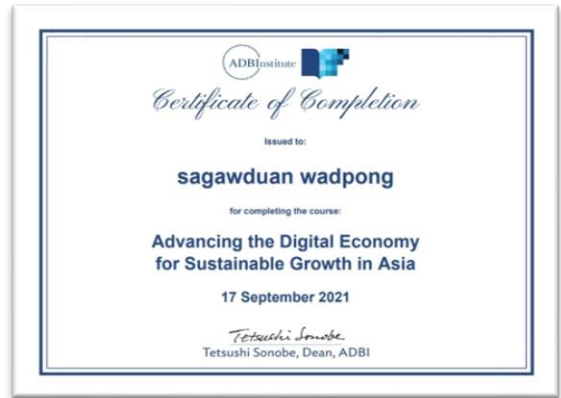 ADBInstitute
Certificate of Completion
Issued to:
sagawduan wadpong
for completing the course:
Advancing the Digital Economy
for Sustainable Growth in Asia
17 September 2021
Tetsushi Sonobe
Tetsushi Sonobe, Dean, ADBI